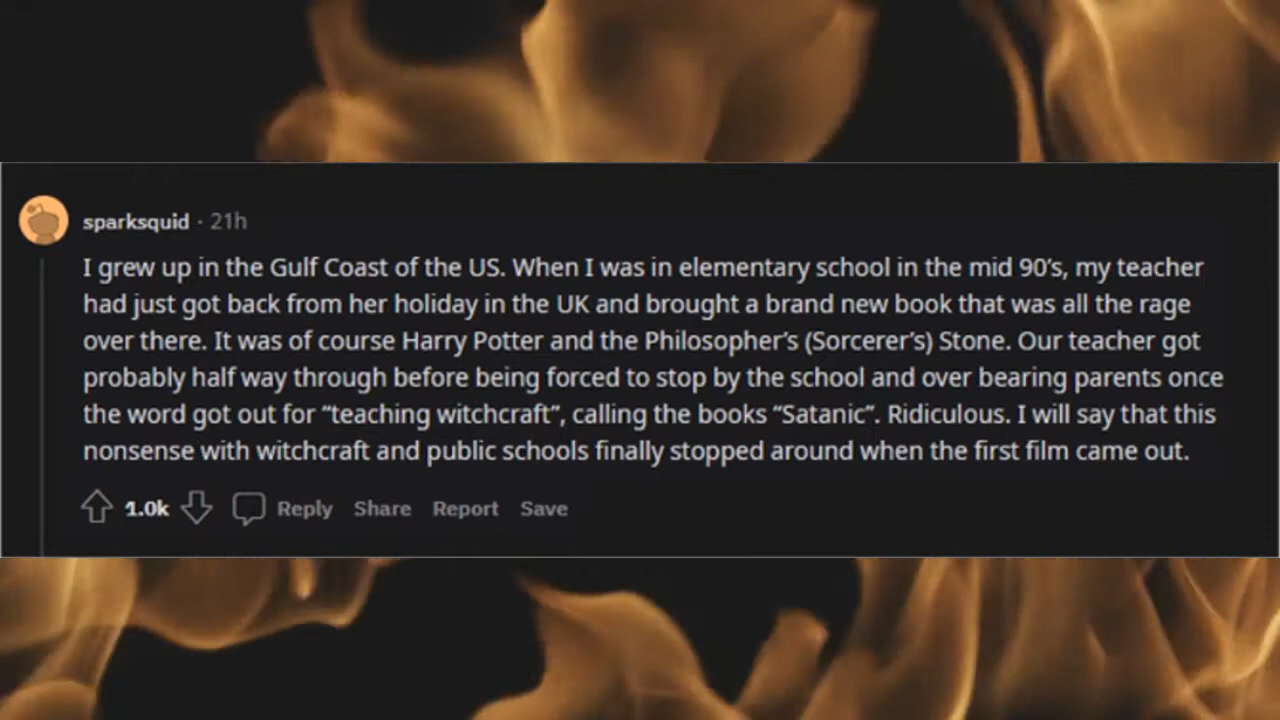 sparksquid · 21h
I grew up in the Gulf Coast of the US. When I was in elementary school in the mid 90’s, my teacher
had just got back from her holiday in the UK and brought a brand new book that was all the rage
over there. It was of course Harry Potter and the Philosopher’s (Sorcerer’s) Stone. Our teacher got
probably half way through before being forced to stop by the school and over bearing parents once
the word got out for “teaching witchcraft”, calling the books “Satanic”. Ridiculous. I will say that this
nonsense with witchcraft and public schools finally stopped around when the first film came out.
1.0k Reply Share Report Save